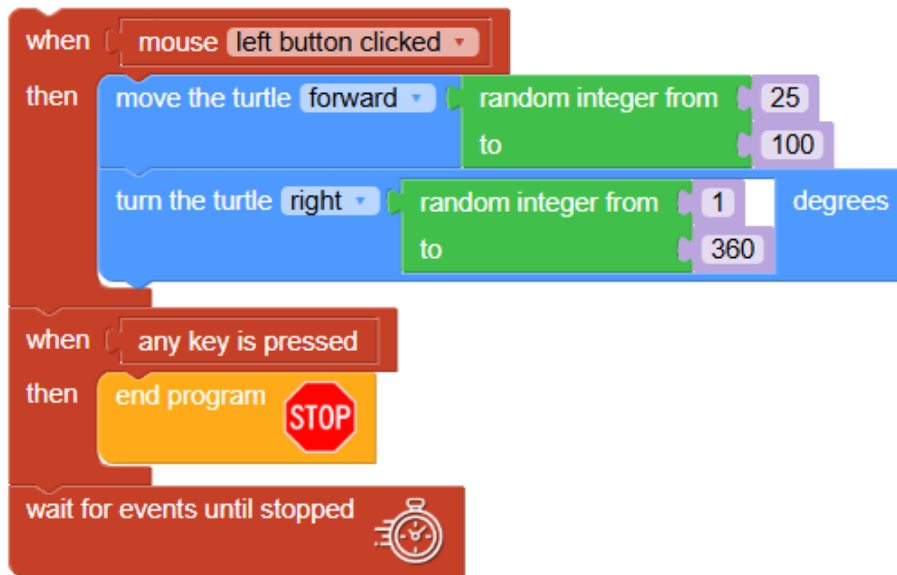 when mouse left button clicked
then move the turtle forward random integer from 25
to 100
turn the turtle right random integer from 1 degrees
to 360
when any key is pressed
then end program STOP
wait for events until stopped